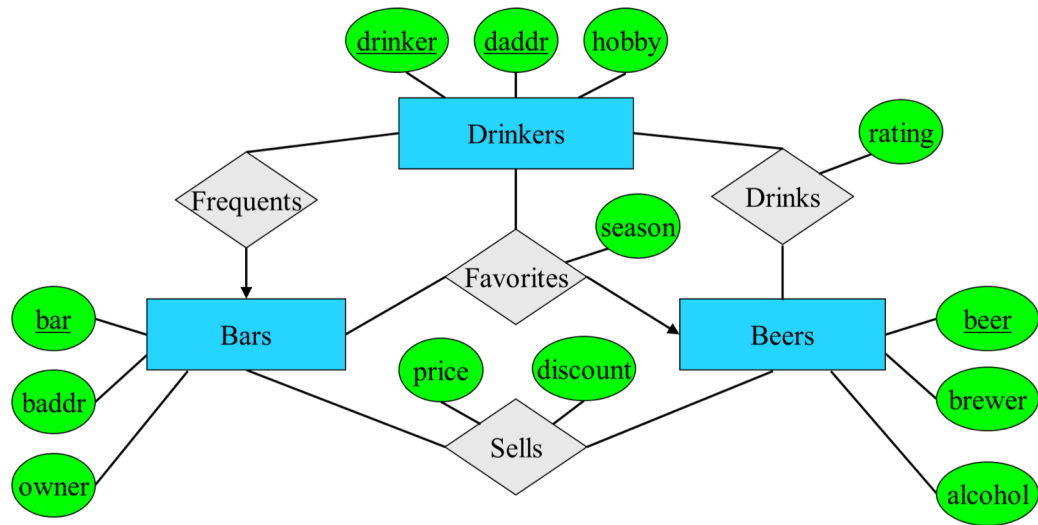 drinker
daddr
hobby
Drinkers
rating
Frequents
Drinks
season
Favorites
bar
Bars
Beers
beer
price
discount
baddr
brewer
Sells
owner
alcohol